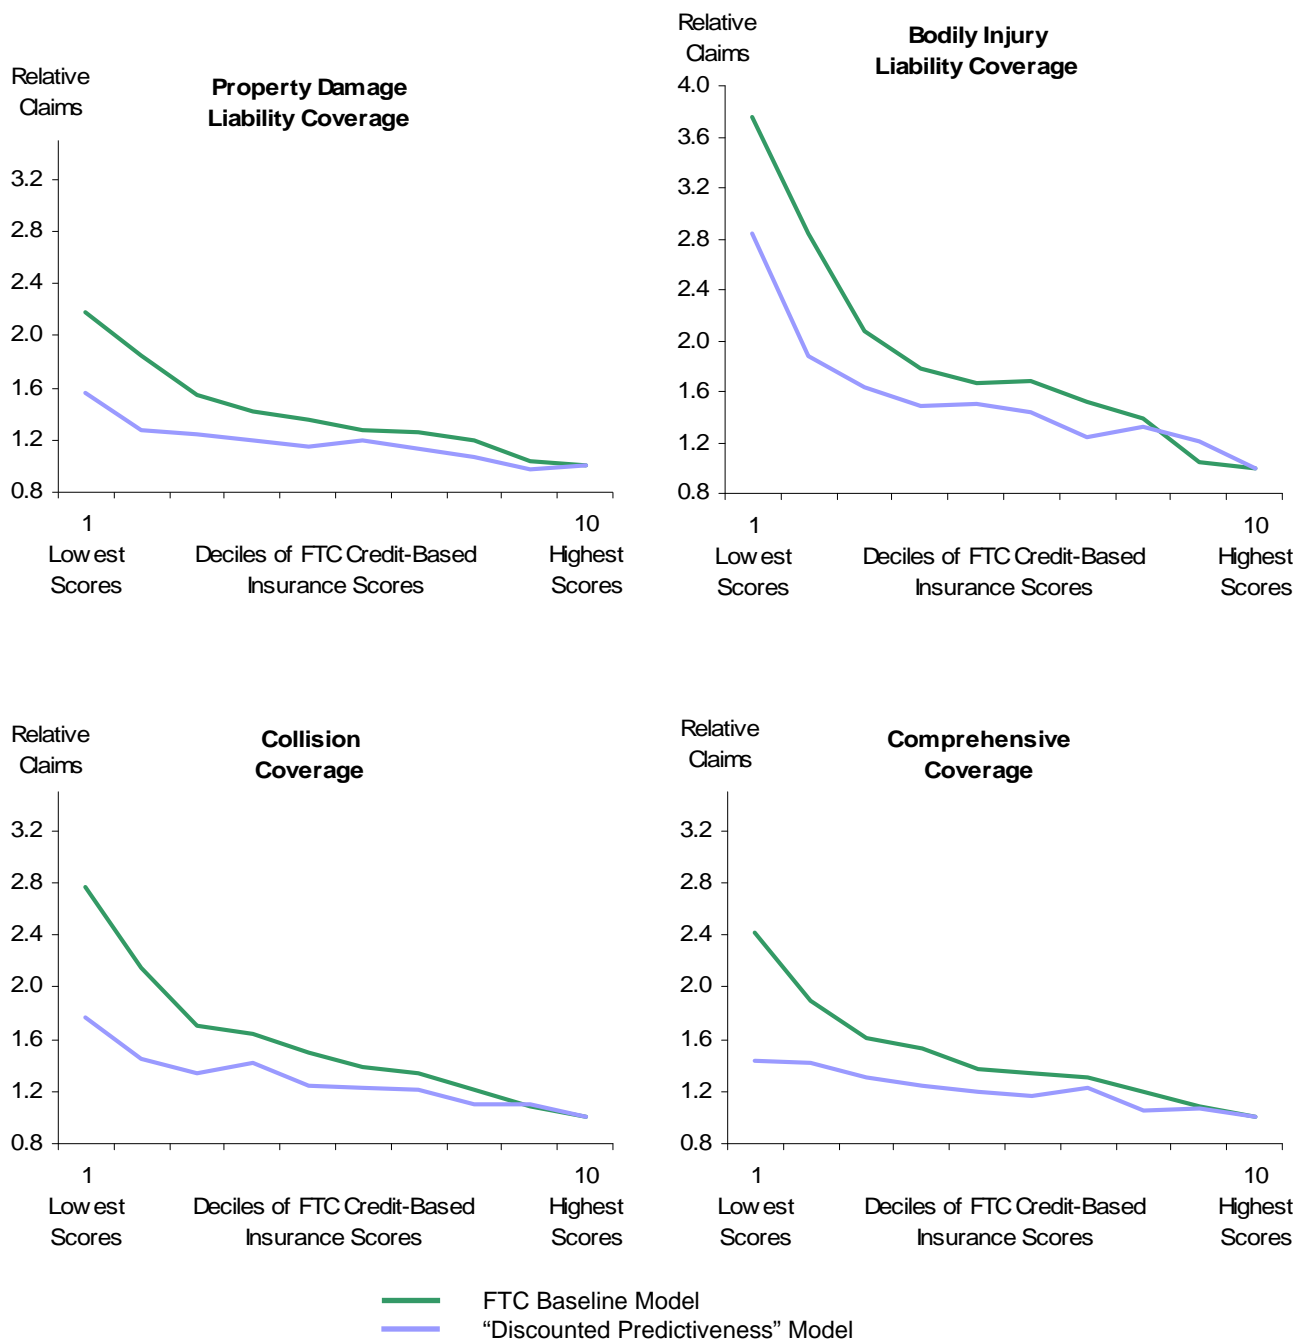 Relative
Claims
Property Damage
Liability Coverage
3.2
2.8
2.4
2.0
1.6
1.2
0.8
1
10
Lowest
Scores
Deciles of FTC Credit-Based
Insurance Scores
Highest
Scores
Relative
Claims
Bodily Injury
Liability Coverage
4.0
3.6
3.2
2.8
2.4
2.0
1.6
1.2
0.8
1
10
Lowest
Scores
Deciles of FTC Credit-Based
Insurance Scores
Highest
Scores
Relative
Claims
Collision
Coverage
3.2
2.8
2.4
2.0
1.6
1.2
0.8
1
10
Lowest
Scores
Deciles of FTC Credit-Based
Insurance Scores
Highest
Scores
Relative
Claims
Comprehensive
Coverage
3.2
2.8
2.4
2.0
1.6
1.2
0.8
1
10
Lowest
Scores
Deciles of FTC Credit-Based
Insurance Scores
Highest
Scores
FTC Baseline Model
“Discounted Predictiveness” Model